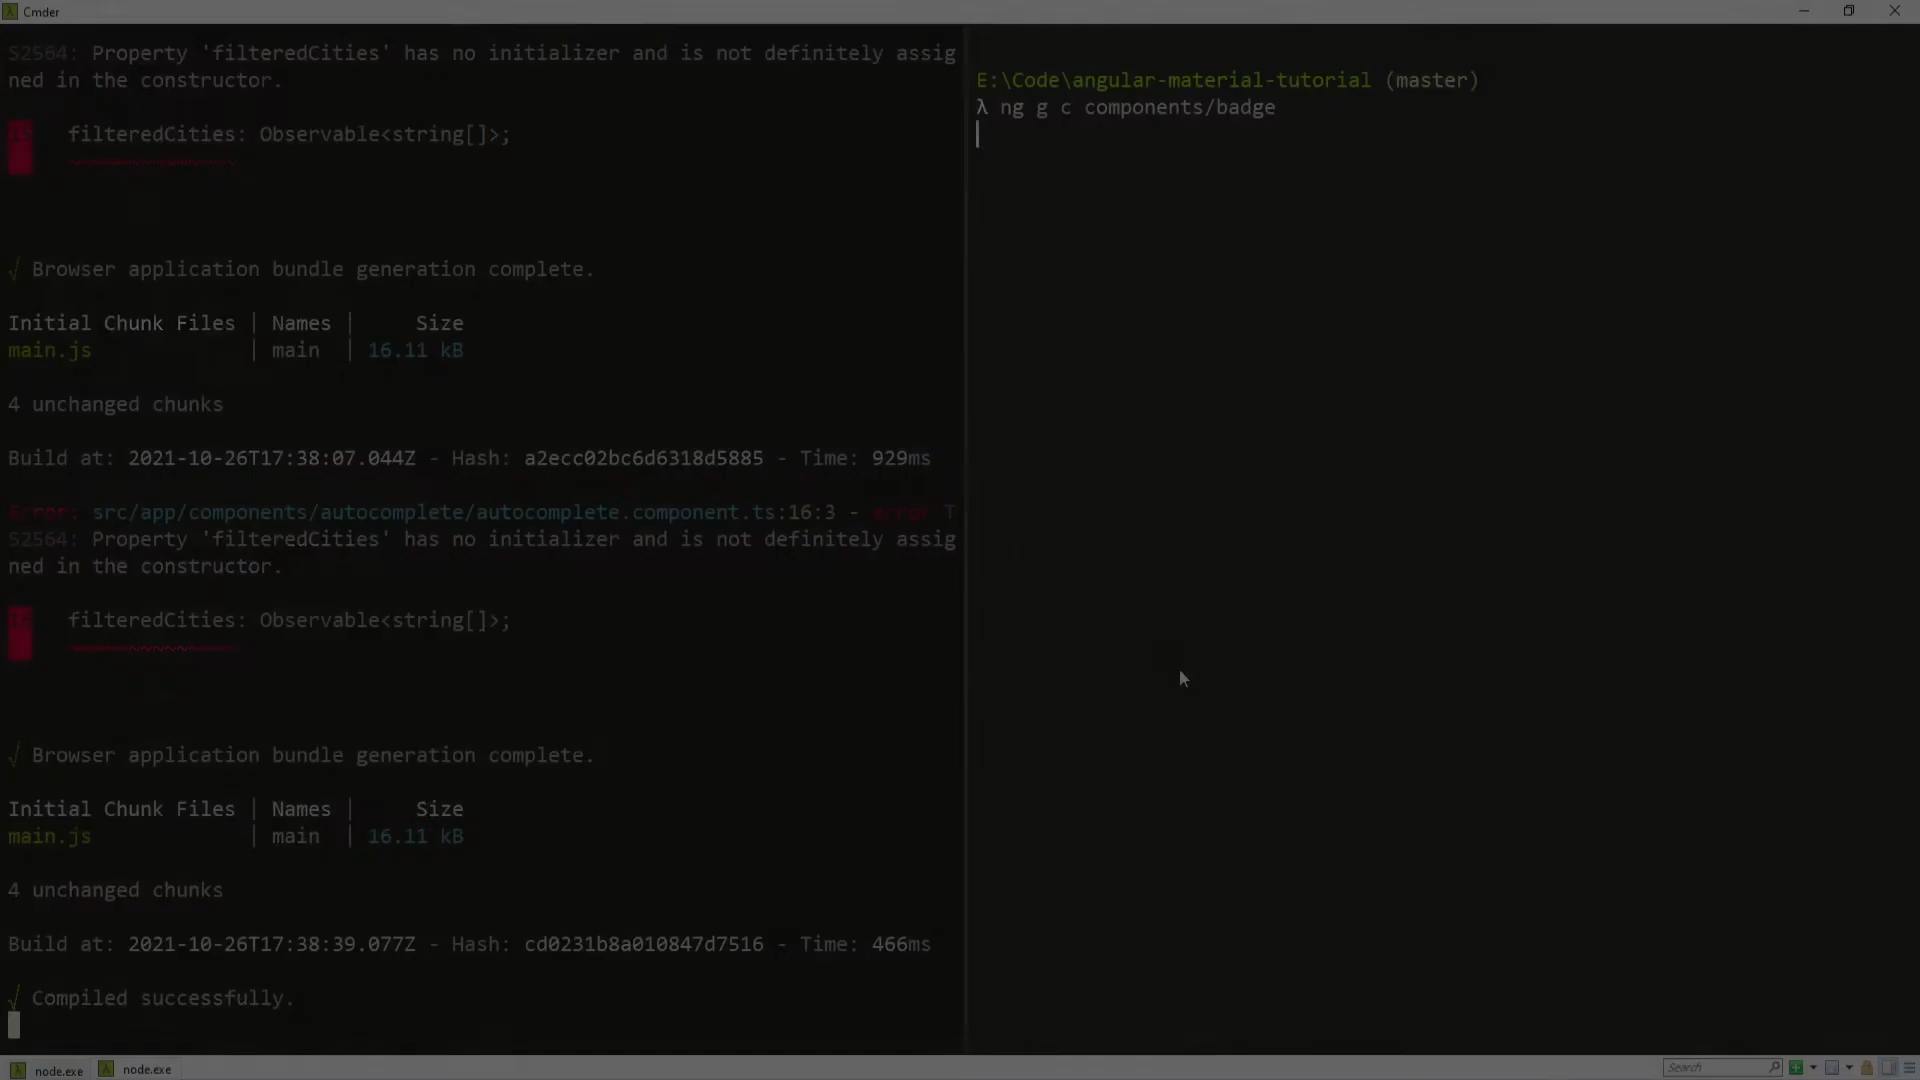 Cmder
S2564: Property 'filteredCities' has no initializer and is not definitely assig
ned in the constructor.
16 filteredCities: Observable<string[]>;
√ Browser application bundle generation complete.
Initial Chunk Files | Names | Size
main.js | main | 16.11 kB
4 unchanged chunks
Build at: 2021-10-26T17:38:07.044Z - Hash: a2ecc02bc6d6318d5885 - Time: 929ms
Error: src/app/components/autocomplete/autocomplete.component.ts:16:3 - error T
S2564: Property 'filteredCities' has no initializer and is not definitely assig
ned in the constructor.
16 filteredCities: Observable<string[]>;
√ Browser application bundle generation complete.
Initial Chunk Files | Names | Size
main.js | main | 16.11 kB
4 unchanged chunks
Build at: 2021-10-26T17:38:39.077Z - Hash: cd0231b8a010847d7516 - Time: 466ms
√ Compiled successfully.
E:\Code\angular-material-tutorial (master)
λ ng g c components/badge
node.exe
node.exe
Search